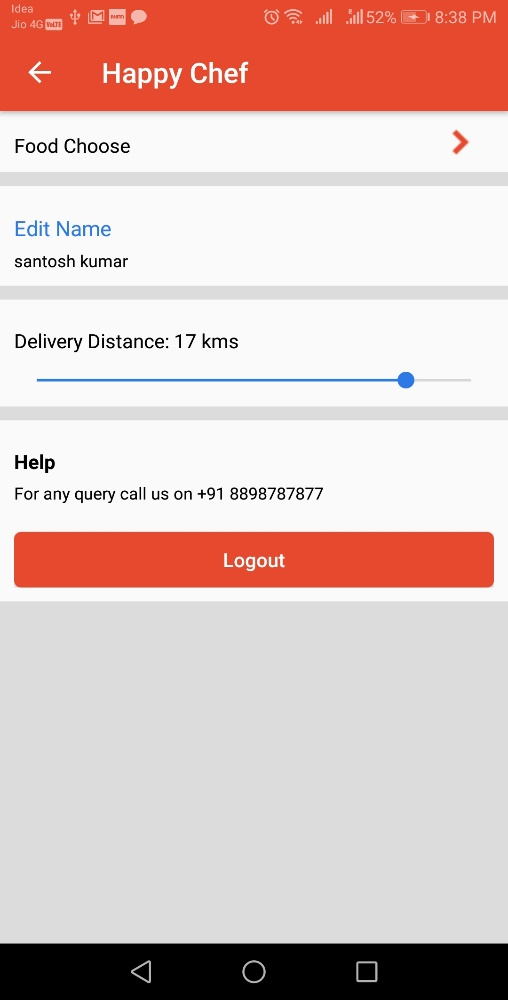 Idea
Jio 4G VoLTE
52% 8:38 PM
Happy Chef
Food Choose
Edit Name
santosh kumar
Delivery Distance: 17 kms
Help
For any query call us on +91 8898787877
Logout